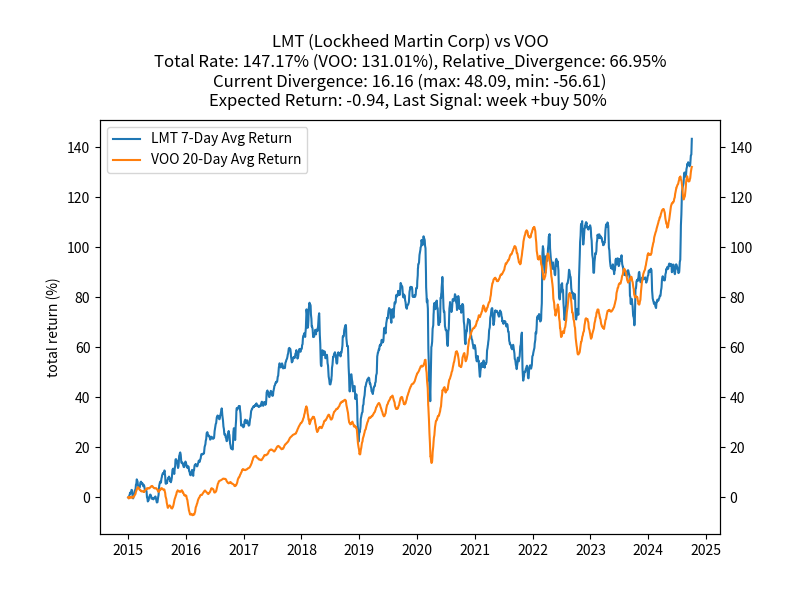 LMT (Lockheed Martin Corp) vs VOO
Total Rate: 147.17% (VOO: 131.01%), Relative_Divergence: 66.95%
Current Divergence: 16.16 (max: 48.09, min: -56.61)
Expected Return: -0.94, Last Signal: week +buy 50%
LMT 7-Day Avg Return
VOO 20-Day Avg Return
total return (%)
140
120
100
80
60
40
20
0
140
120
100
80
60
40
20
0
2015 2016 2017 2018 2019 2020 2021 2022 2023 2024 2025